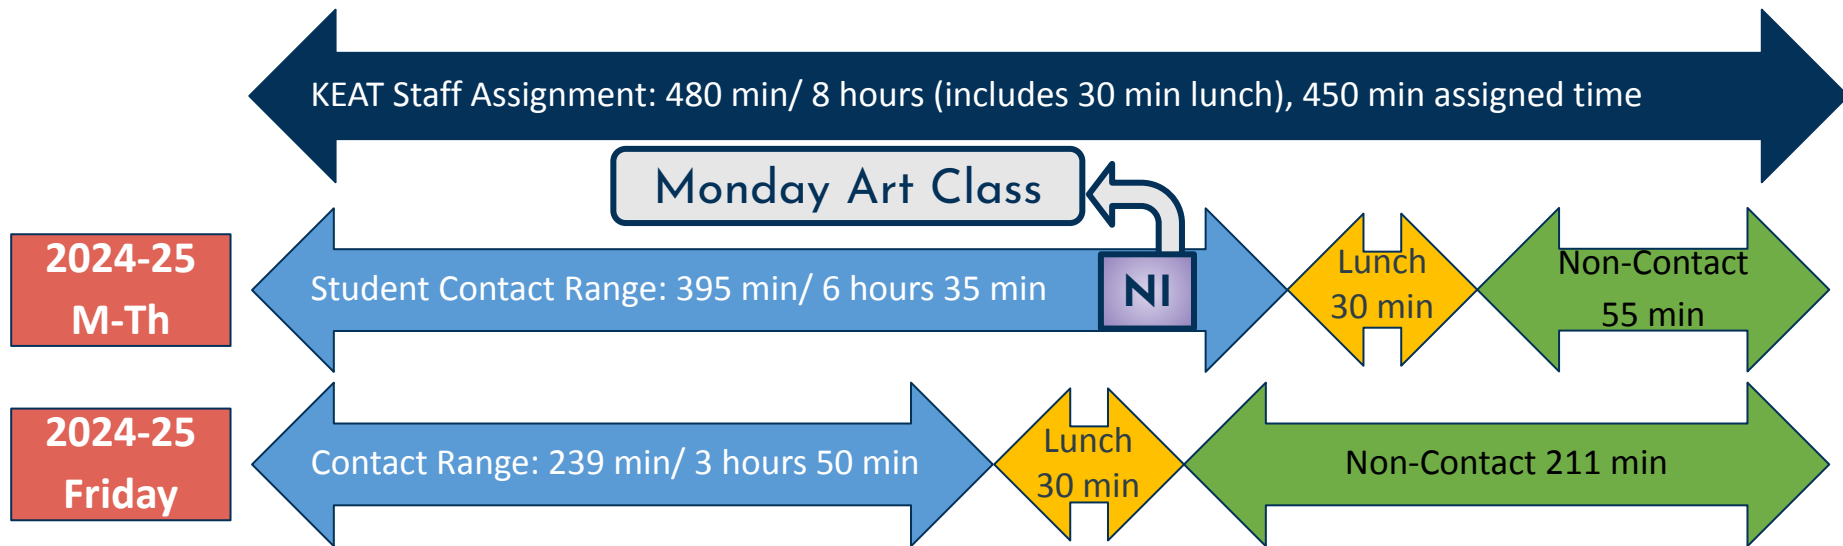 KEAT Staff Assignment: 480 min/ 8 hours (includes 30 min lunch), 450 min assigned time
Monday Art Class
2024-25
M-Th
Student Contact Range: 395 min/ 6 hours 35 min
NI
Lunch
30 min
Non-Contact
55 min
2024-25
Friday
Contact Range: 239 min/ 3 hours 50 min
Lunch
30 min
Non-Contact 211 min